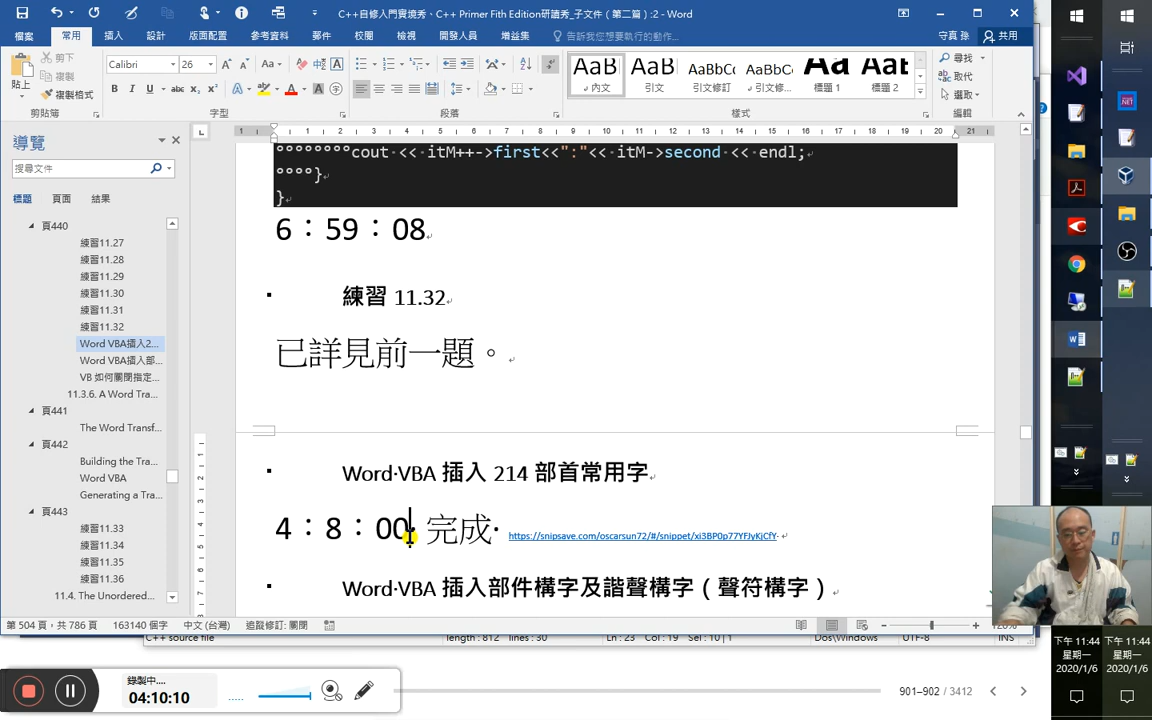 C++自修入門實境秀、C++ Primer Fith Edition研讀秀_子文件（第二篇）:2 - Word
檔案 常用 插入 設計 版面配置 參考資料 郵件 校閱 檢視 開發人員 增益集 告訴我您想要執行的動作... 守真 孫 共用
貼上 剪下 複製 複製格式
Calibri 26
AaB 內文 AaB 引文 AaBbC 引文修訂 AaBbC 引文修... AaB 標題 1 AaB 標題 2
尋找 取代 選取
剪貼簿 字型 段落 樣式 編輯
導覽
搜尋文件
標題 頁面 結果
頁440
練習11.27
練習11.28
練習11.29
練習11.30
練習11.31
練習11.32
Word VBA插入2...
Word VBA插入部...
VB 如何關閉指定...
11.3.6. A Word Tra...
頁441
The Word Transf...
頁442
Building the Tra...
Word VBA
Generating a Tra...
頁443
練習11.33
練習11.34
練習11.35
練習11.36
11.4. The Unordered...
cout << itM++->first<<":"<< itM->second << endl;
}
}
6：59：08
練習 11.32
已詳見前一題。
Word VBA 插入 214 部首常用字
4：8：00 完成 https://snipsave.com/oscarsun72/#/snippet/xi3BP0p77YFJyKjCfY
Word VBA 插入部件構字及諧聲構字（聲符構字）
第 504 頁，共 786 頁 163140 個字 中文 (台灣) 追蹤修訂: 關閉 120%
C++ source file length : 812 lines : 30 Ln : 23 Col : 19 Sel : 10 | 1 Dos\Windows UTF-8 INS
錄製中....
04:10:10
901–902 / 3412
下午 11:44
星期一
2020/1/6
下午 11:44
星期一
2020/1/6